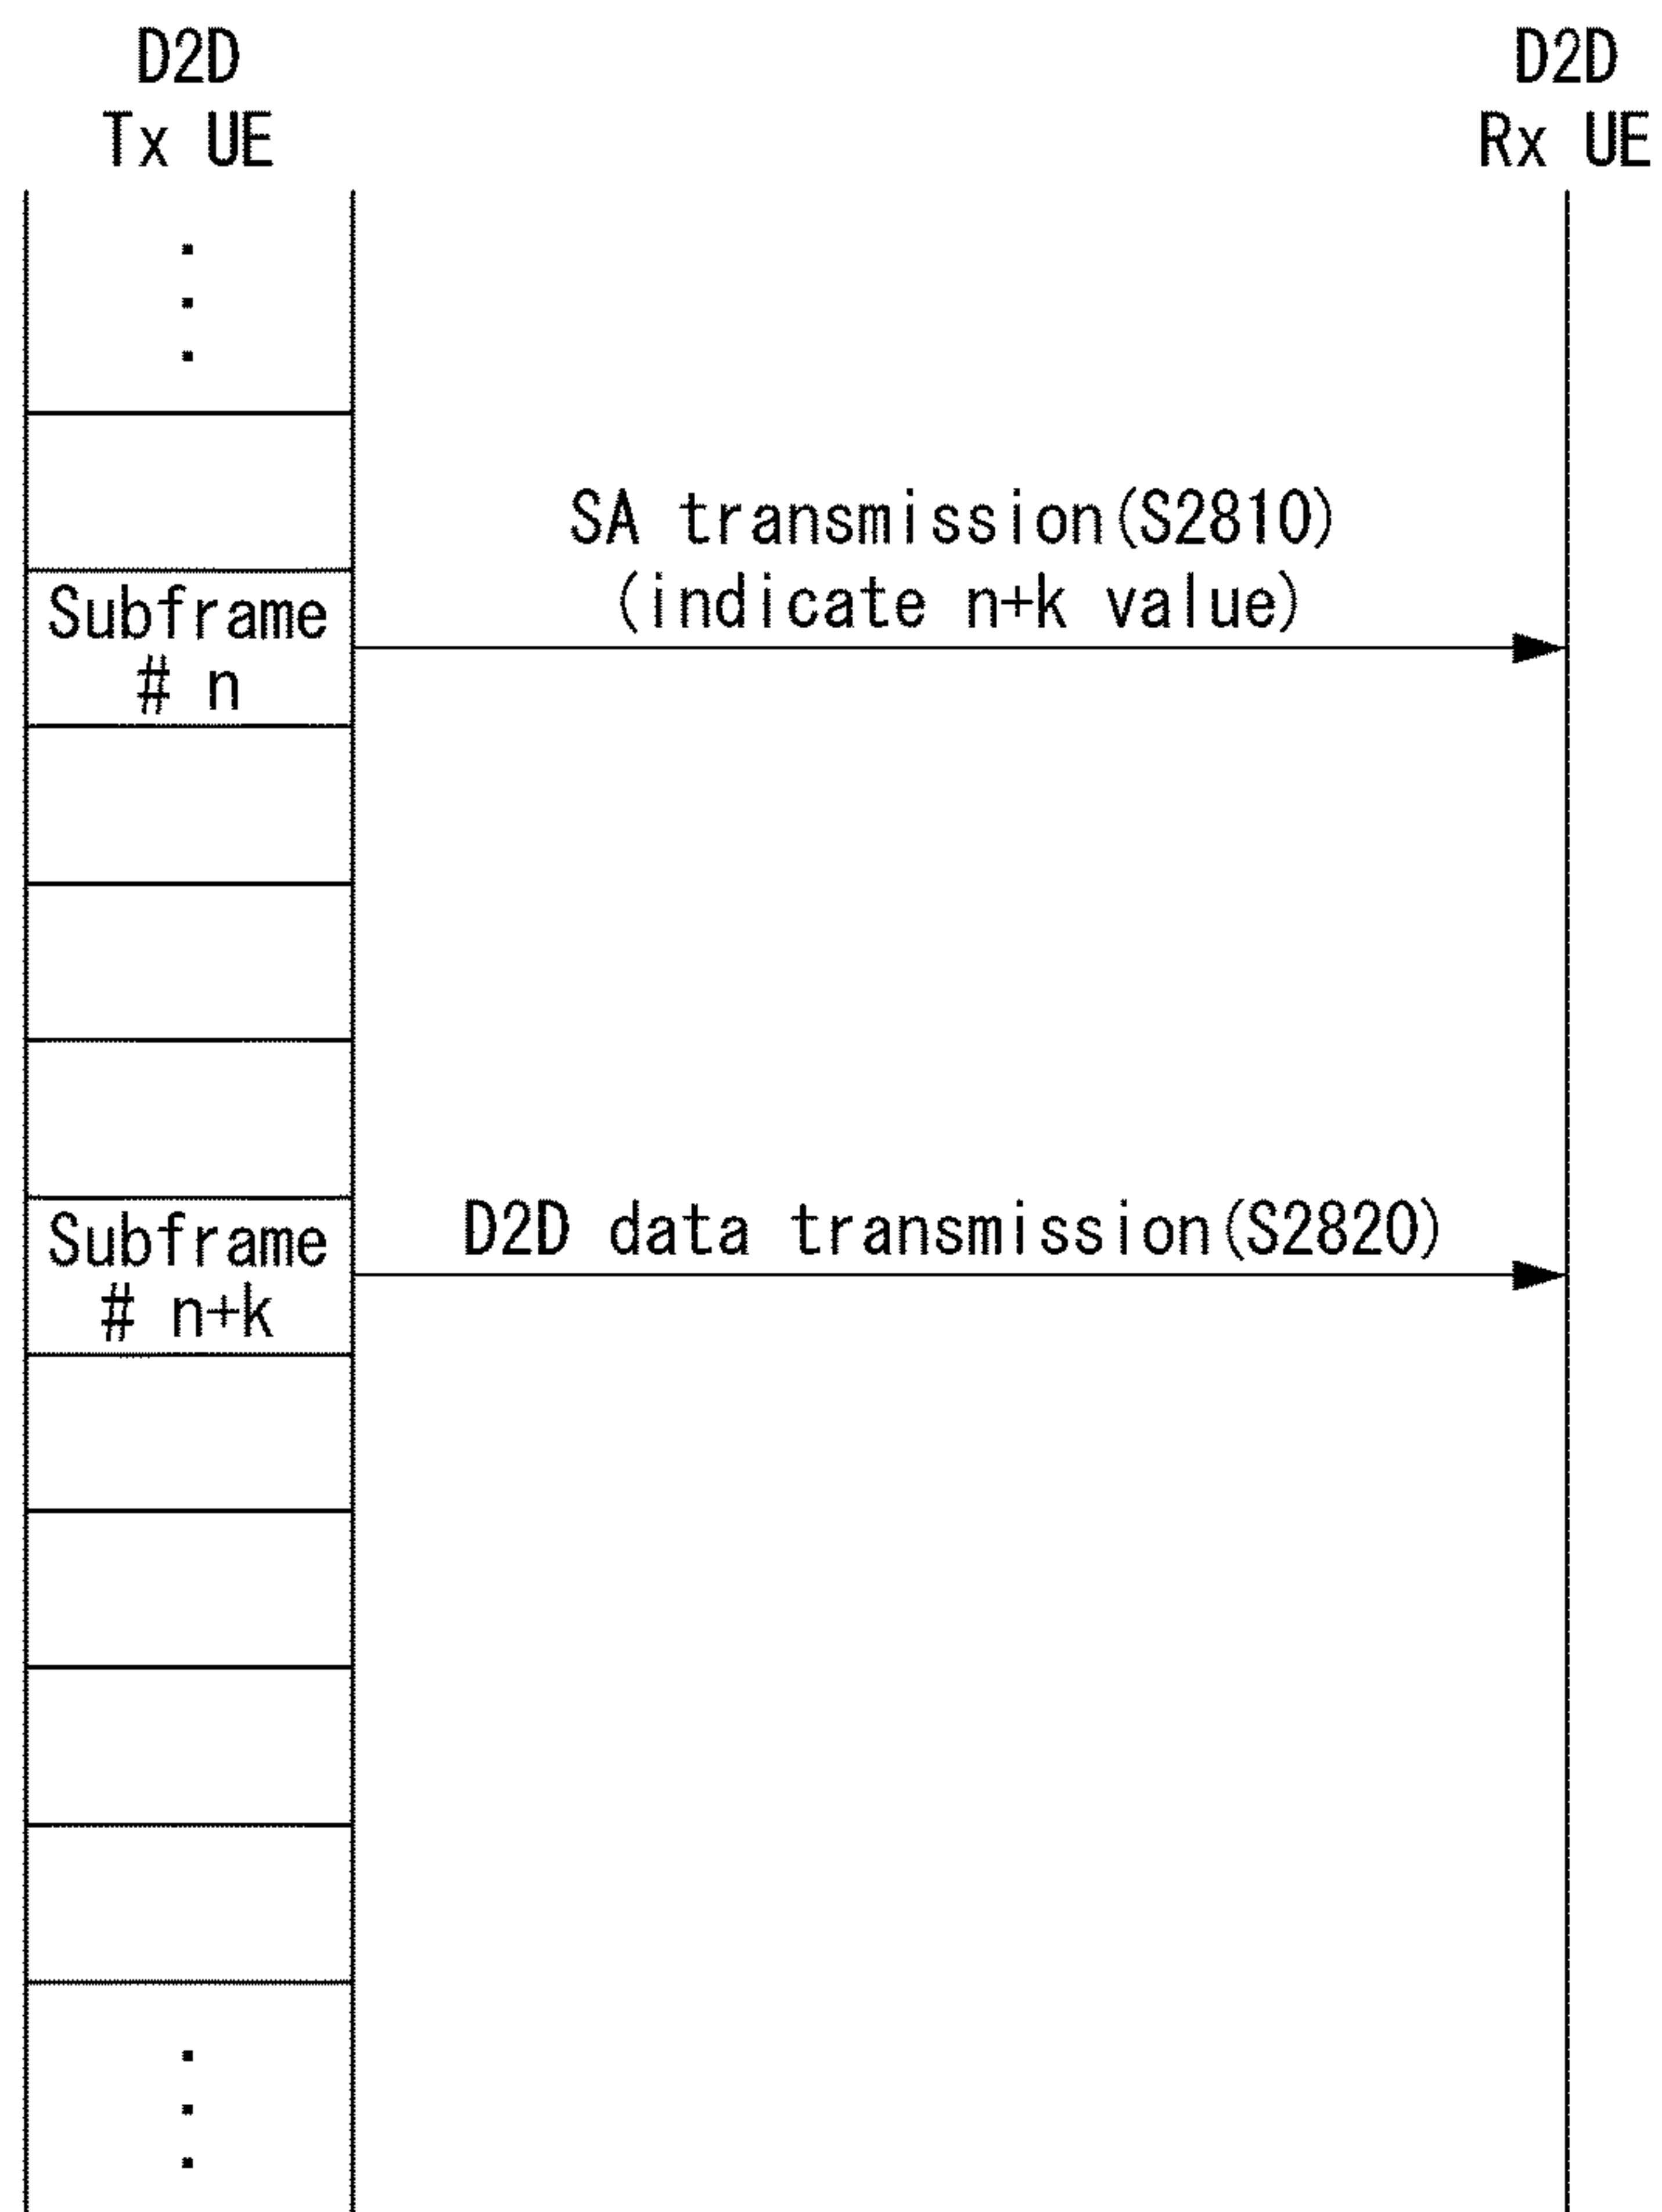 D2D
Tx UE
D2D
Rx UE
SA transmission(S2810)
(indicate n+k value)
Subframe
# n
D2D data transmission(S2820)
Subframe
# n+k